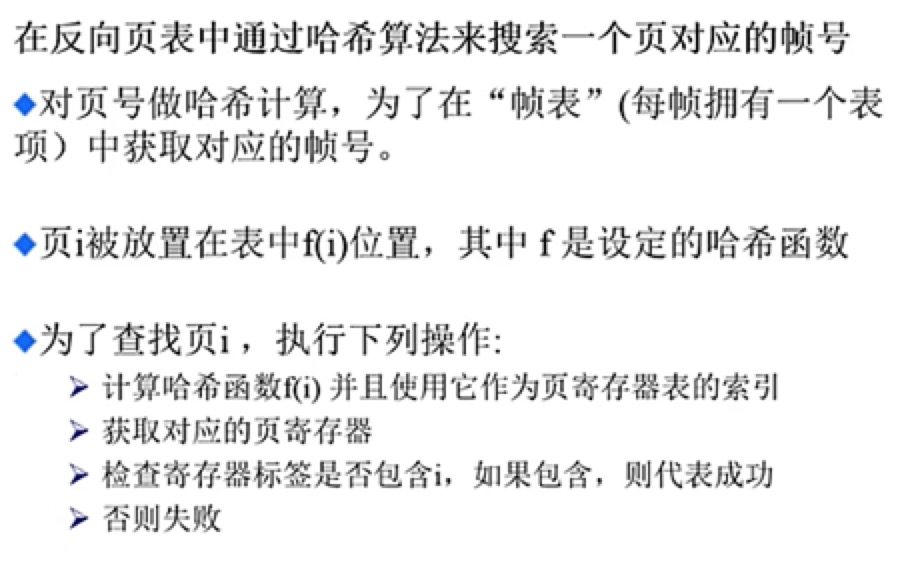 在反向页表中通过哈希算法来搜索一个页对应的帧号
◆对页号做哈希计算，为了在“帧表”(每帧拥有一个表
项）中获取对应的帧号。
◆页i被放置在表中f(i)位置，其中 f 是设定的哈希函数
◆为了查找页i ，执行下列操作:
➢ 计算哈希函数f(i) 并且使用它作为页寄存器表的索引
➢ 获取对应的页寄存器
➢ 检查寄存器标签是否包含i，如果包含，则代表成功
➢ 否则失败